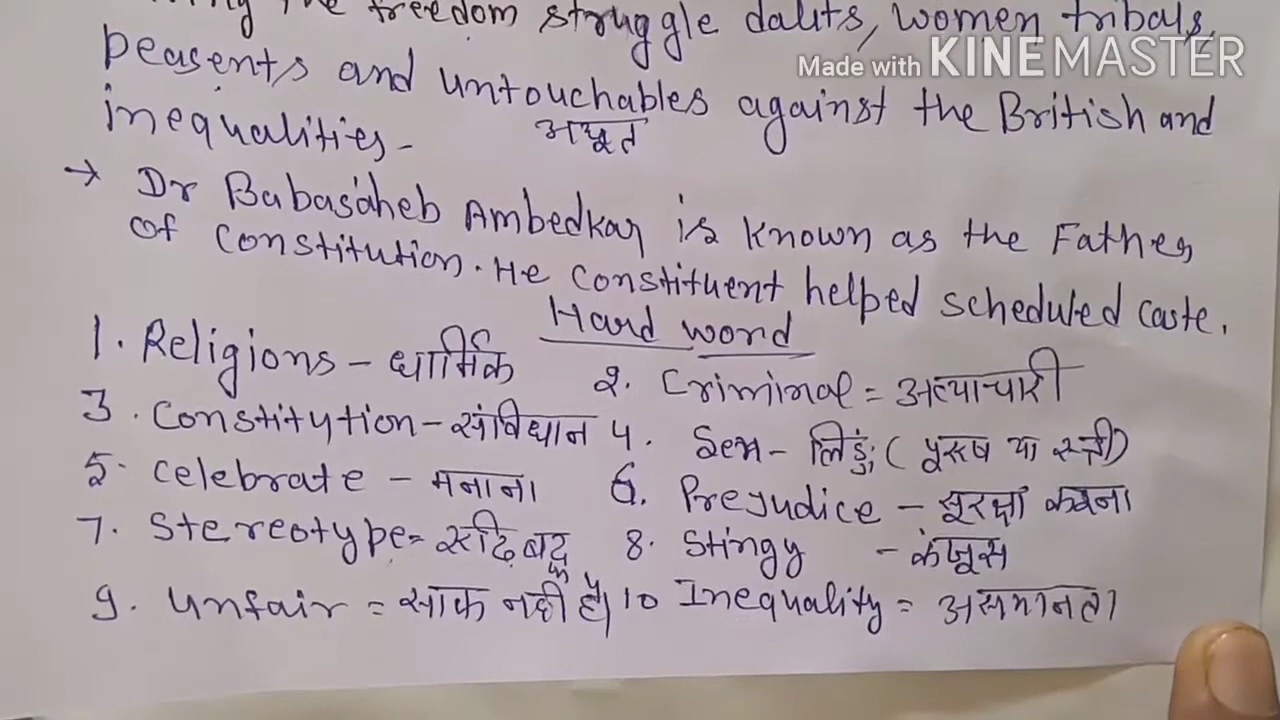 the freedom struggle dalits, women tribals,
Made with KINEMASTER
peasents and untouchables against the British and
inequalities- अछूत
→ Dr Babasaheb Ambedkar is known as the Father
of constitution. He constituent helped scheduled caste.
Hard word
1. Religions - धार्मिक 2. Criminal = अत्याचारी
3. Constitytion - संविधान 4. Sex - लिङ्ग; (पुरूष या स्त्री)
5. celebrate - मनाना 6. Prejudice - सुरक्षा करना
7. Stereotype = रूढि बद्ध 8. Stingy - कंजूस
9. unfair = साफ नही है। 10 Inequality = असमानता